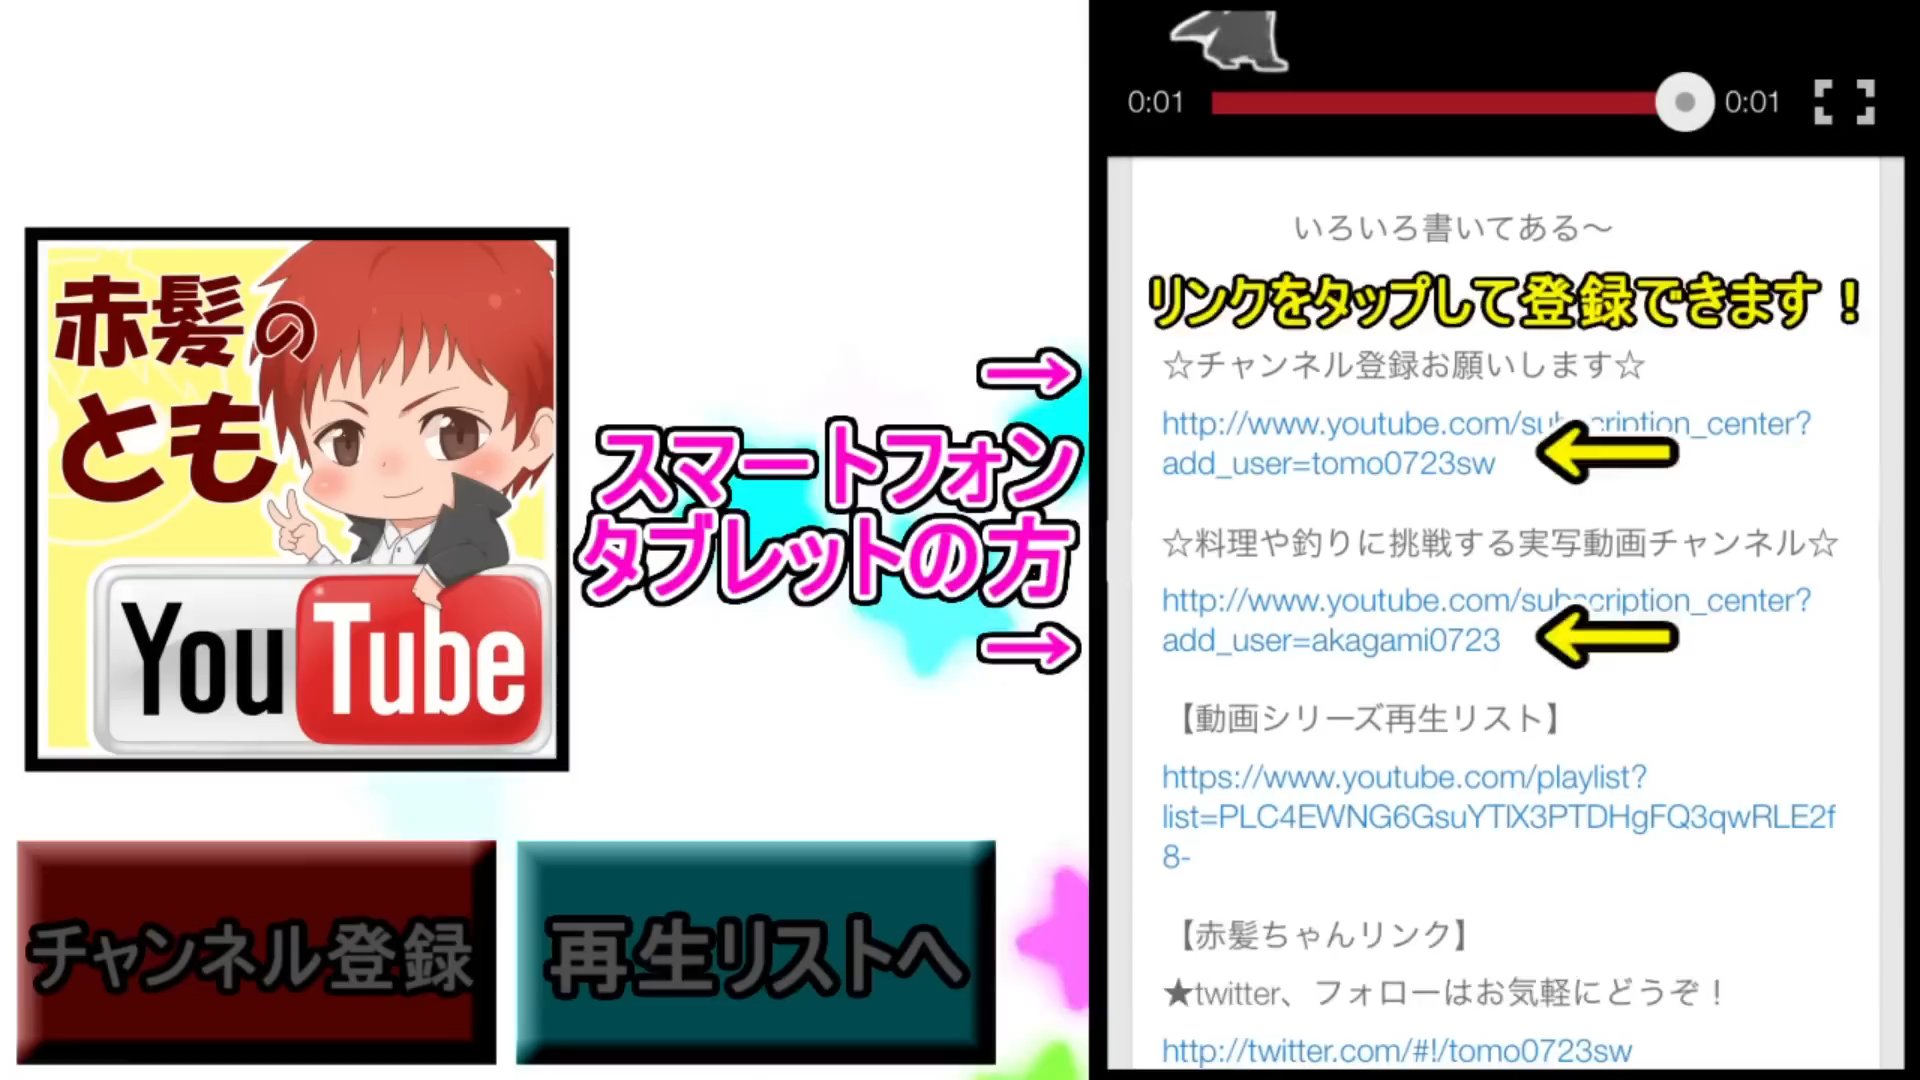 赤髪の
とも
YouTube
チャンネル登録
再生リストへ
→
スマートフォン
タブレットの方
→
0:01
0:01
いろいろ書いてある～
リンクをタップして登録できます！
☆チャンネル登録お願いします☆
http://www.youtube.com/subscription_center?
add_user=tomo0723sw
☆料理や釣りに挑戦する実写動画チャンネル☆
http://www.youtube.com/subscription_center?
add_user=akagami0723
【動画シリーズ再生リスト】
https://www.youtube.com/playlist?
list=PLC4EWNG6GsuYTlX3PTDHgFQ3qwRLE2f
8-
【赤髪ちゃんリンク】
★twitter、フォローはお気軽にどうぞ！
http://twitter.com/#!/tomo0723sw